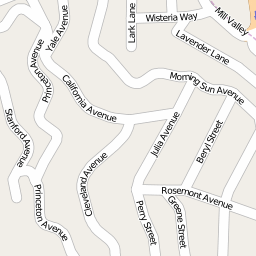 Wisteria Way
Mill Valley
Lark Lane
Lavender Lane
Yale Avenue
Princeton Avenue
Morning Sun Avenue
California Avenue
Stanford Avenue
Julia Avenue
Beryl Street
Cleveland Avenue
Rosemont Avenue
Princeton Avenue
Perry Street
Greene Street